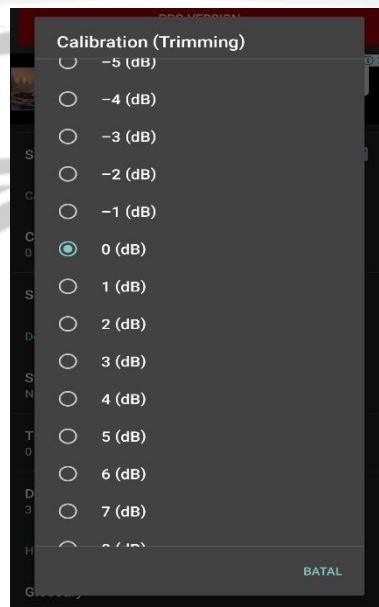 Calibration (Trimming)
−5 (dB)
−4 (dB)
−3 (dB)
−2 (dB)
−1 (dB)
0 (dB)
1 (dB)
2 (dB)
3 (dB)
4 (dB)
5 (dB)
6 (dB)
7 (dB)
BATAL